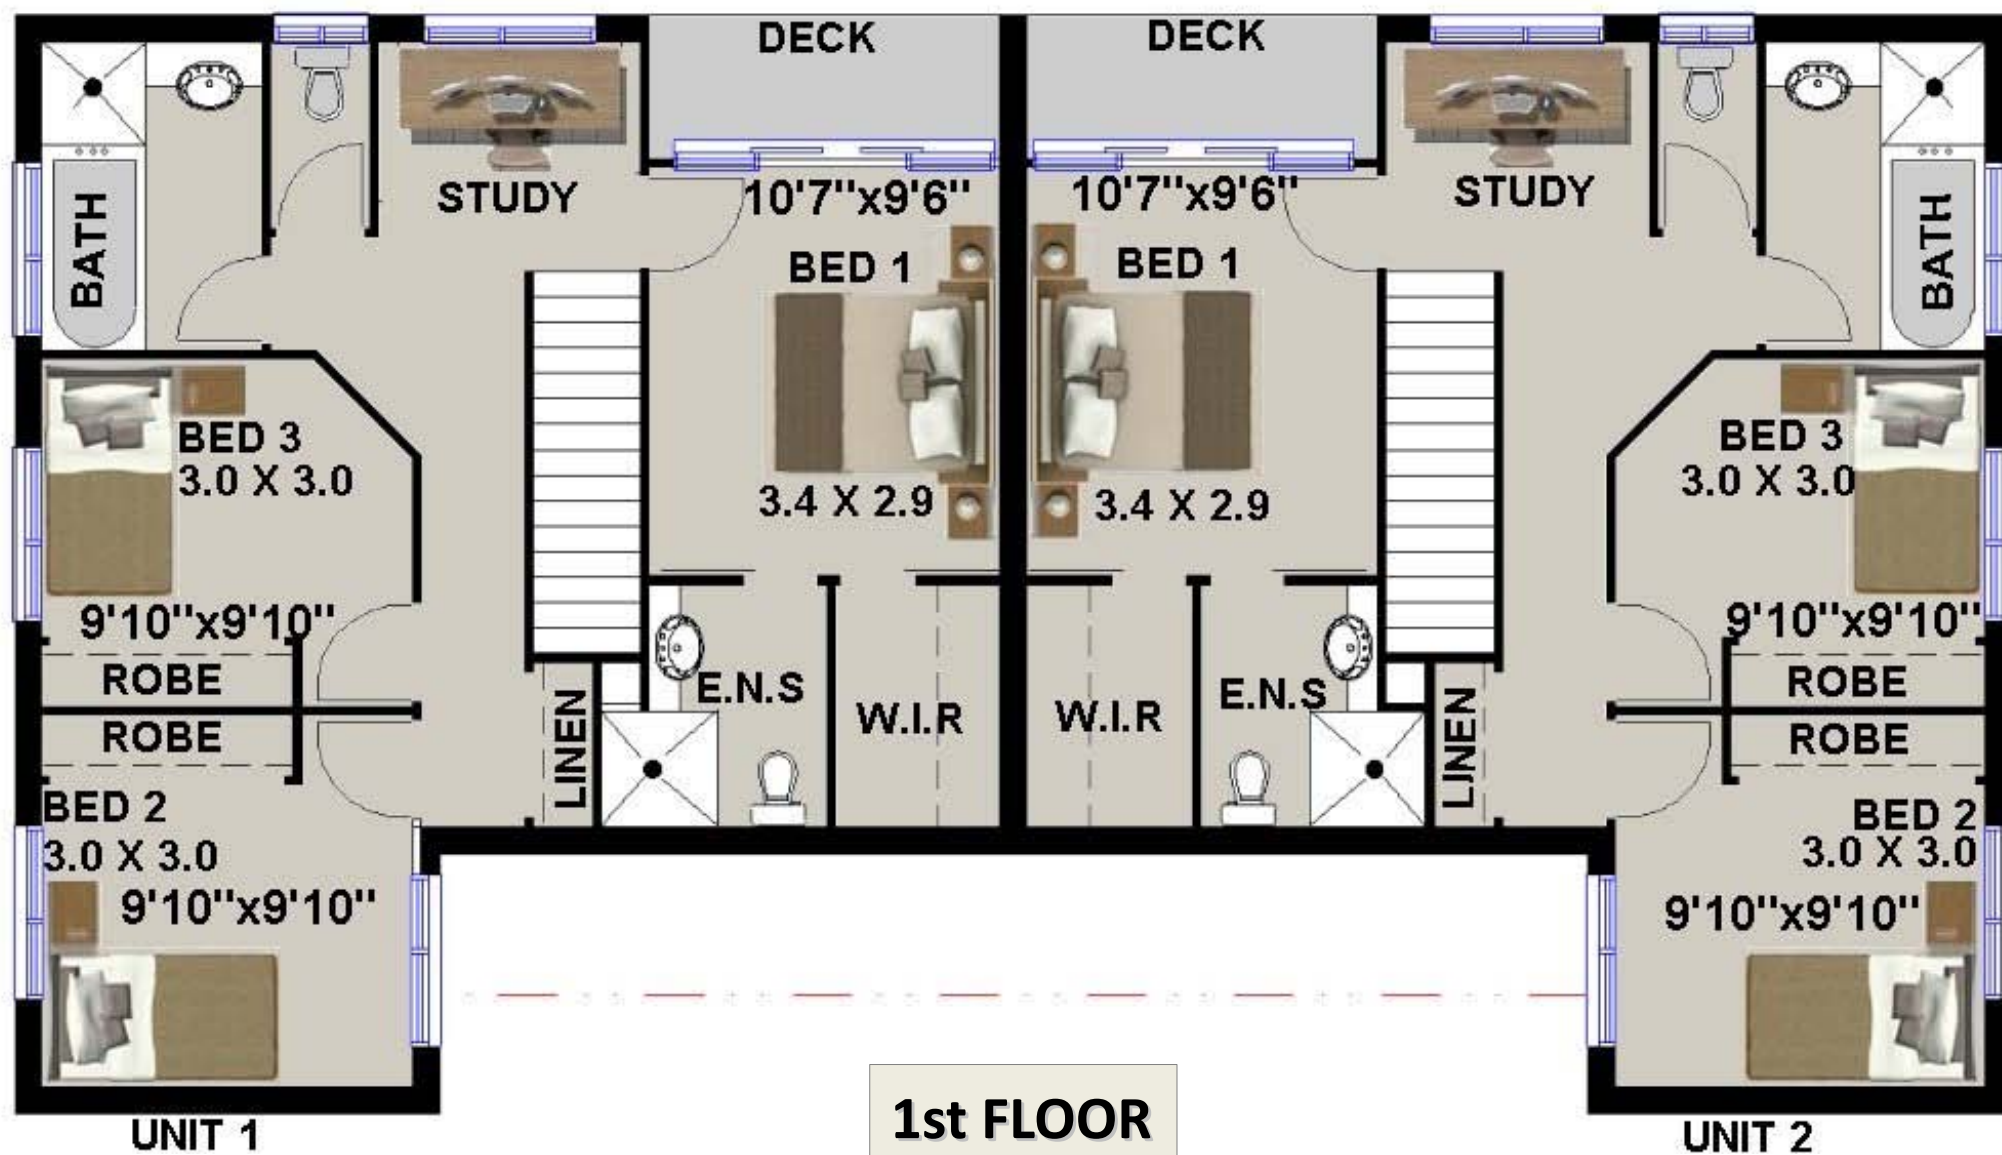 DECK
DECK
STUDY
10'7"x9'6"
10'7"x9'6"
STUDY
BATH
BED 1
BED 1
BATH
BED 3
3.0 X 3.0
3.4 X 2.9
3.4 X 2.9
BED 3
3.0 X 3.0
9'10"x9'10"
9'10"x9'10"
ROBE
E.N.S
W.I.R
W.I.R
E.N.S
ROBE
ROBE
LINEN
LINEN
ROBE
BED 2
3.0 X 3.0
9'10"x9'10"
BED 2
3.0 X 3.0
9'10"x9'10"
1st FLOOR
UNIT 1
UNIT 2